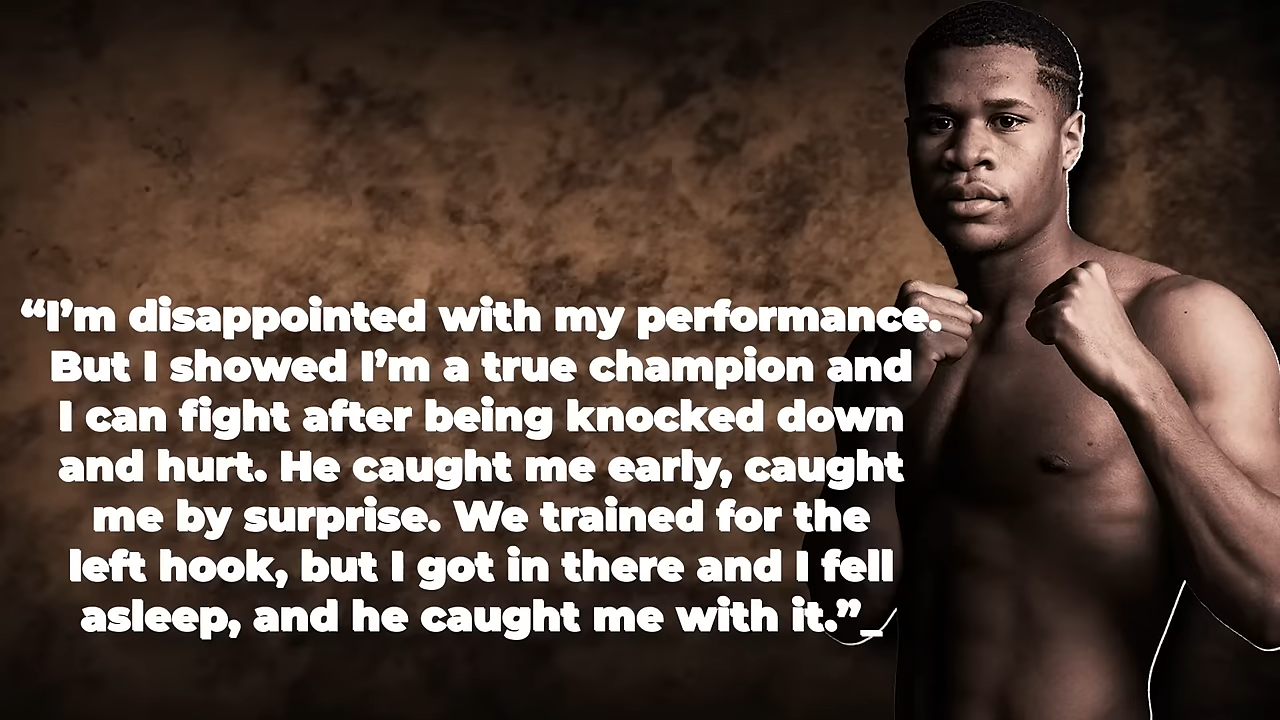 “I’m disappointed with my performance.
But I showed I’m a true champion and
I can fight after being knocked down
and hurt. He caught me early, caught
me by surprise. We trained for the
left hook, but I got in there and I fell
asleep, and he caught me with it.”_